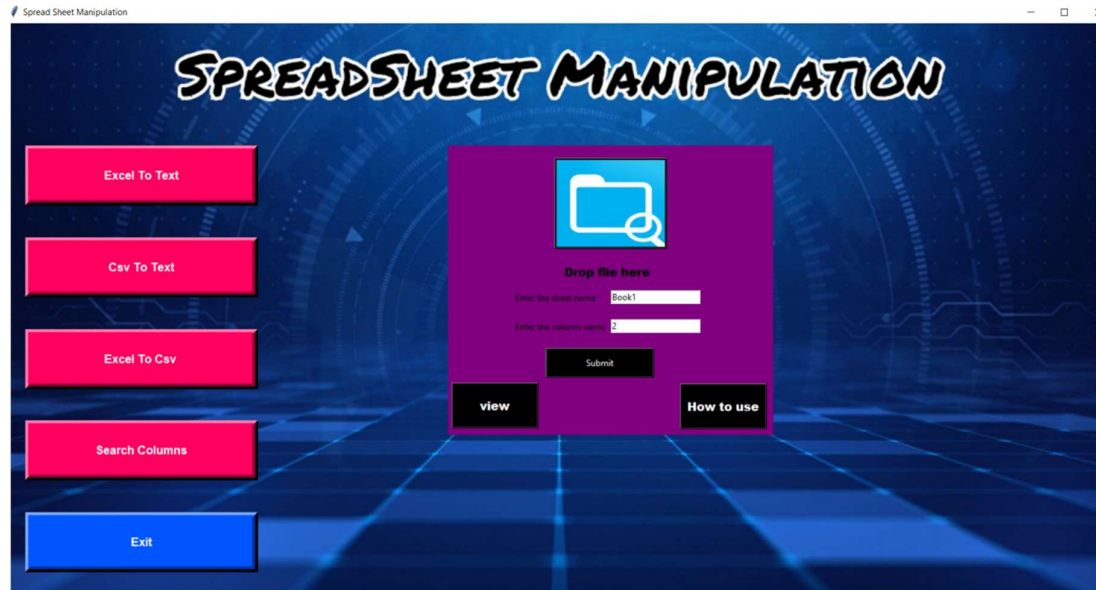 Spread Sheet Manipulation
SPREADSHEET MANIPULATION
Excel To Text
Csv To Text
Excel To Csv
Search Columns
Exit
Drop file here
Enter the sheet name Book1
Enter the column name 2
Submit
view How to use